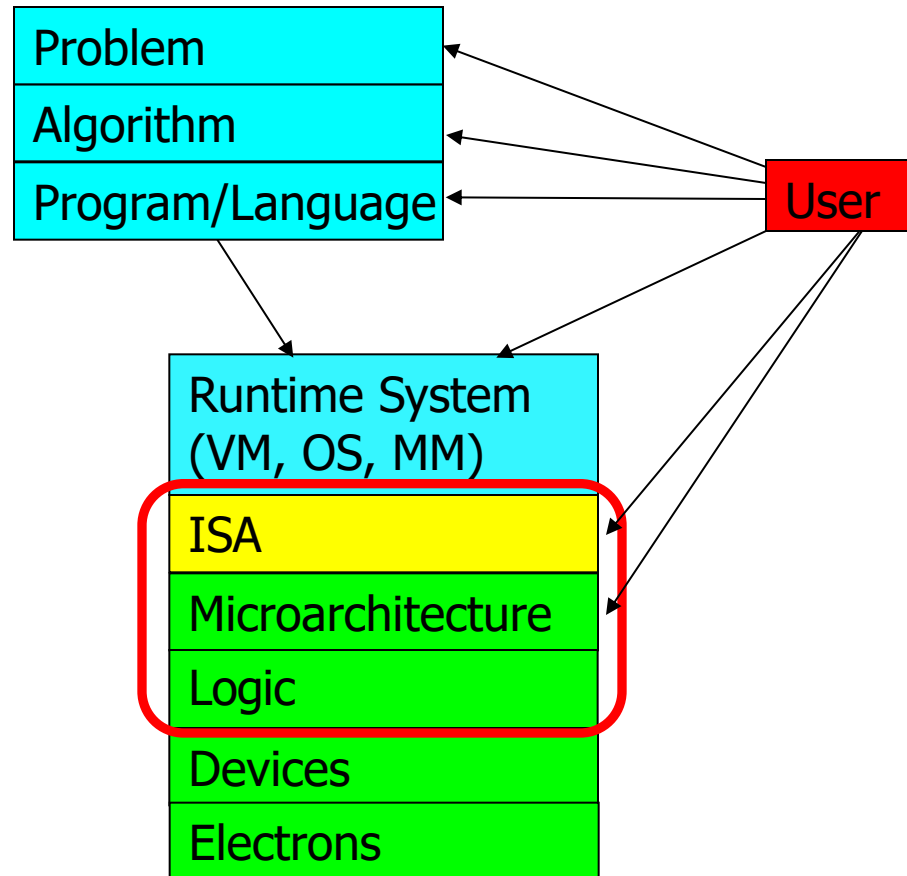 Problem
Algorithm
Program/Language
User
Runtime System
(VM, OS, MM)
ISA
Microarchitecture
Logic
Devices
Electrons